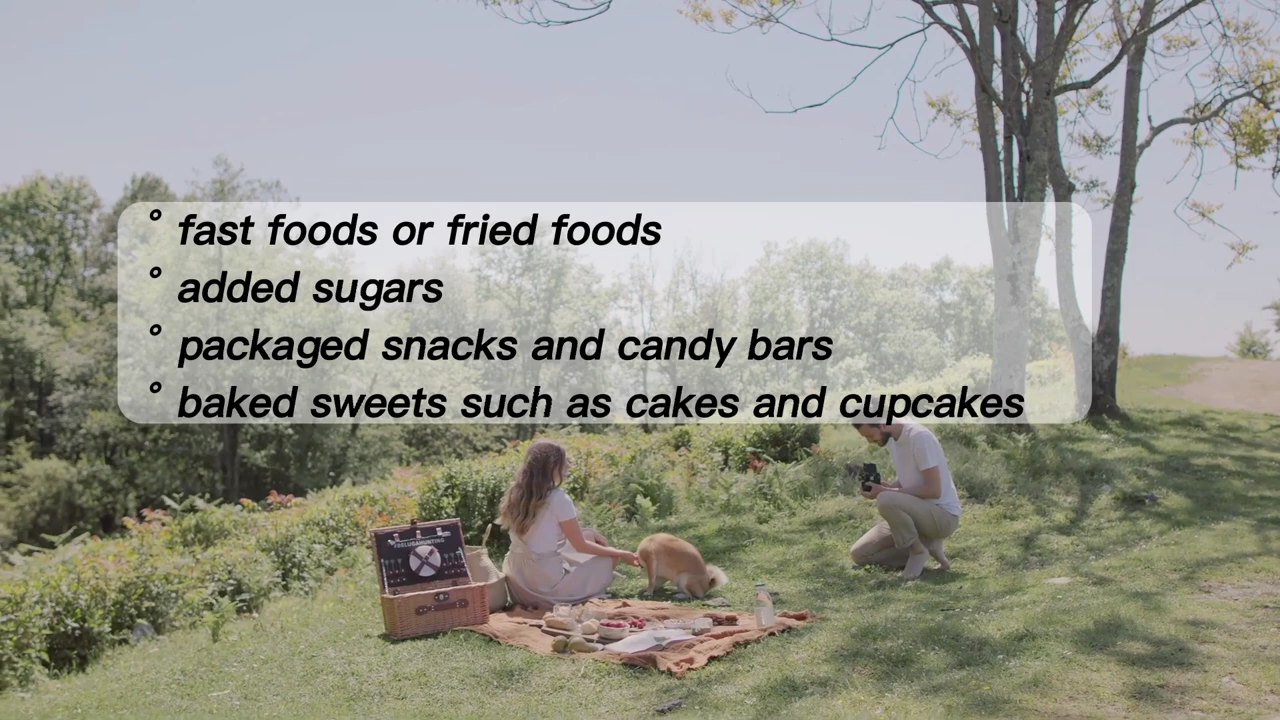 ° fast foods or fried foods
° added sugars
° packaged snacks and candy bars
° baked sweets such as cakes and cupcakes